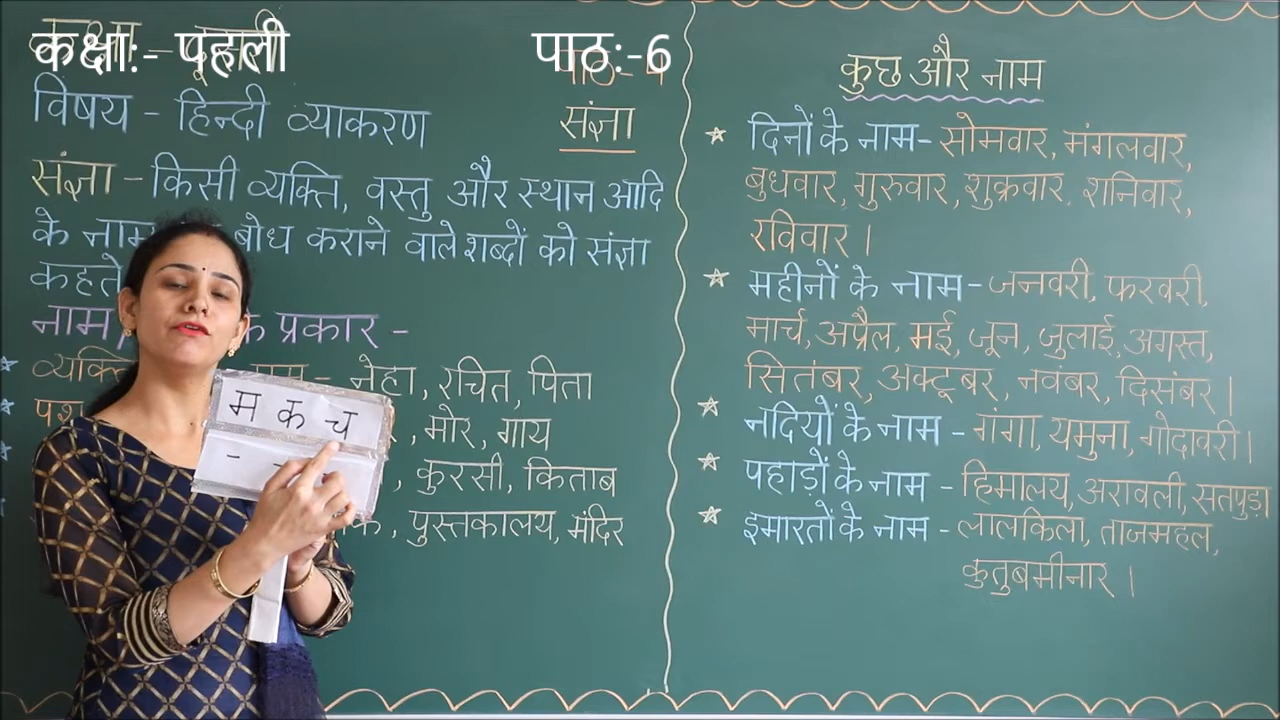 कक्षा:- पहली
पाठ:-6
कक्षा -
पाठ - 4
विषय - हिन्दी व्याकरण
संज्ञा
संज्ञा - किसी व्यक्ति, वस्तु और स्थान आदि
के नाम बोध कराने वाले शब्दों को संज्ञा
कहते
नाम के प्रकार -
नेहा, रचित, पिता
, मोर, गाय
, कुरसी, किताब
, पुस्तकालय, मंदिर
म क च
कुछ और नाम
दिनों के नाम- सोमवार, मंगलवार,
बुधवार, गुरुवार, शुक्रवार, शनिवार,
रविवार ।
महीनों के नाम - जनवरी, फरवरी,
मार्च, अप्रैल, मई, जून, जुलाई, अगस्त,
सितंबर, अक्टूबर, नवंबर, दिसंबर ।
नदियों के नाम - गंगा, यमुना, गोदावरी ।
पहाड़ों के नाम - हिमालय, अरावली, सतपुड़ा
इमारतों के नाम - लालकिला, ताजमहल,
कुतुबमीनार ।